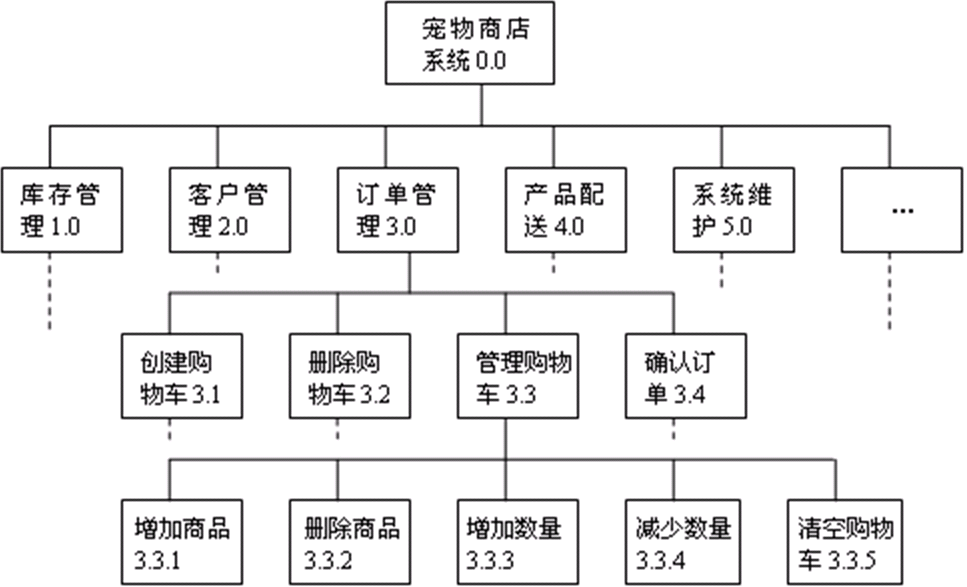 宠物商店
系统0.0
库存管
理1.0
客户管
理2.0
订单管
理3.0
产品配
送4.0
系统维
护5.0
...
创建购
物车3.1
删除购
物车3.2
管理购物
车3.3
确认订
单3.4
增加商品
3.3.1
删除商品
3.3.2
增加数量
3.3.3
减少数量
3.3.4
清空购物
车3.3.5